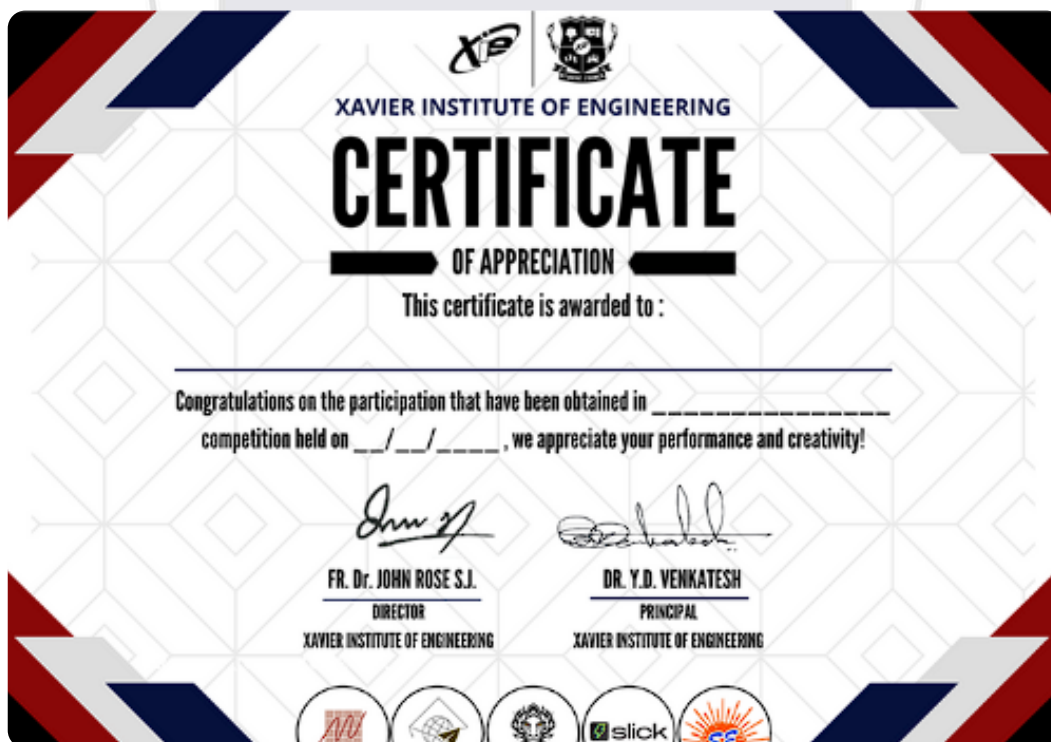 Xie
XAVIER INSTITUTE OF ENGINEERING
CERTIFICATE
OF APPRECIATION
This certificate is awarded to :
Congratulations on the participation that have been obtained in _______________
competition held on __/__/____ , we appreciate your performance and creativity!
FR. Dr. JOHN ROSE S.J.
DIRECTOR
XAVIER INSTITUTE OF ENGINEERING
DR. Y.D. VENKATESH
PRINCIPAL
XAVIER INSTITUTE OF ENGINEERING
slick